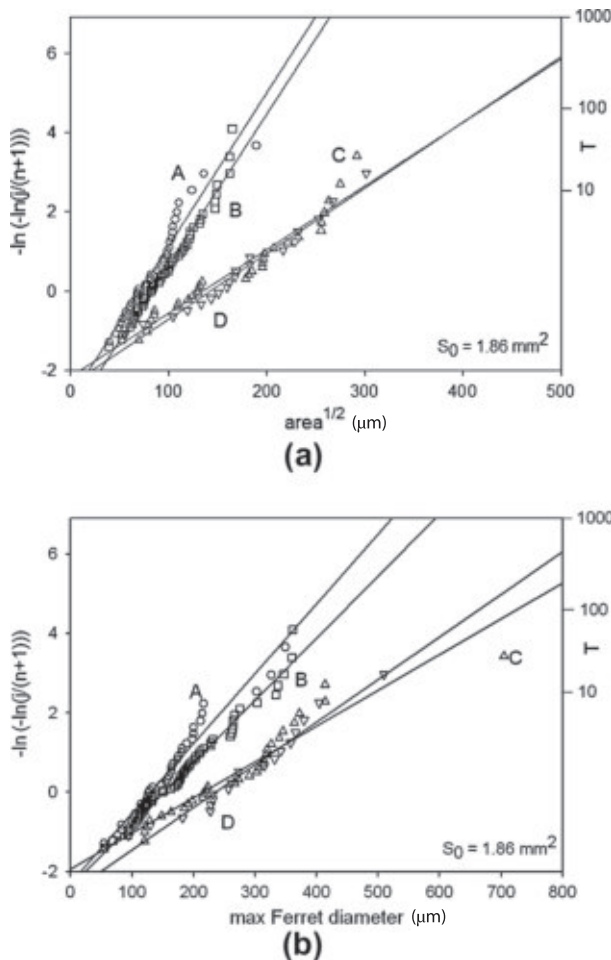 6
4
2
0
-2
-ln (-ln(j/(n+1)))
A
B
C
D
1000
100
10
T
S0 = 1.86 mm2
0 100 200 300 400 500
area1/2 (μm)
(a)
6
4
2
0
-2
-ln (-ln(j/(n+1)))
A
B
C
D
1000
100
10
T
S0 = 1.86 mm2
0 100 200 300 400 500 600 700 800
max Ferret diameter (μm)
(b)